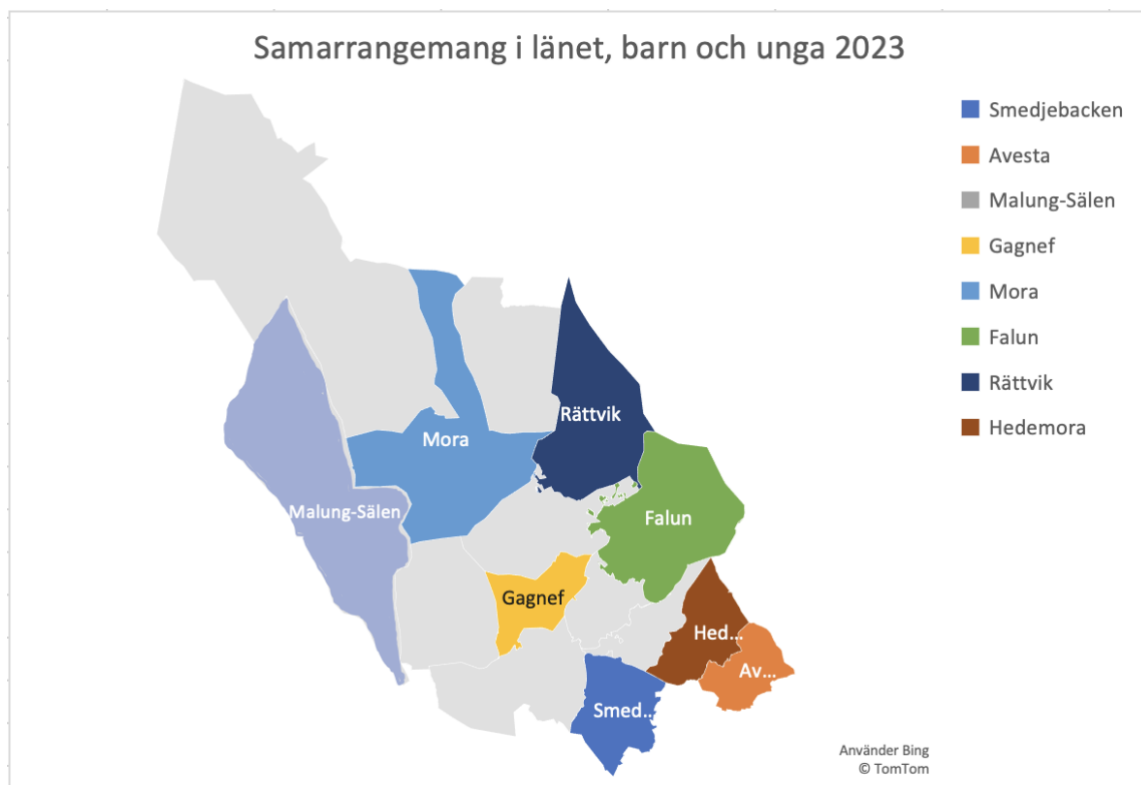 Samarrangemang i länet, barn och unga 2023
Smedjebacken
Avesta
Malung-Sälen
Gagnef
Mora
Falun
Rättvik
Hedemora
Rättvik
Mora
Malung-Sälen
Falun
Gagnef
Hed...
Av...
Smed...
Använder Bing
© TomTom